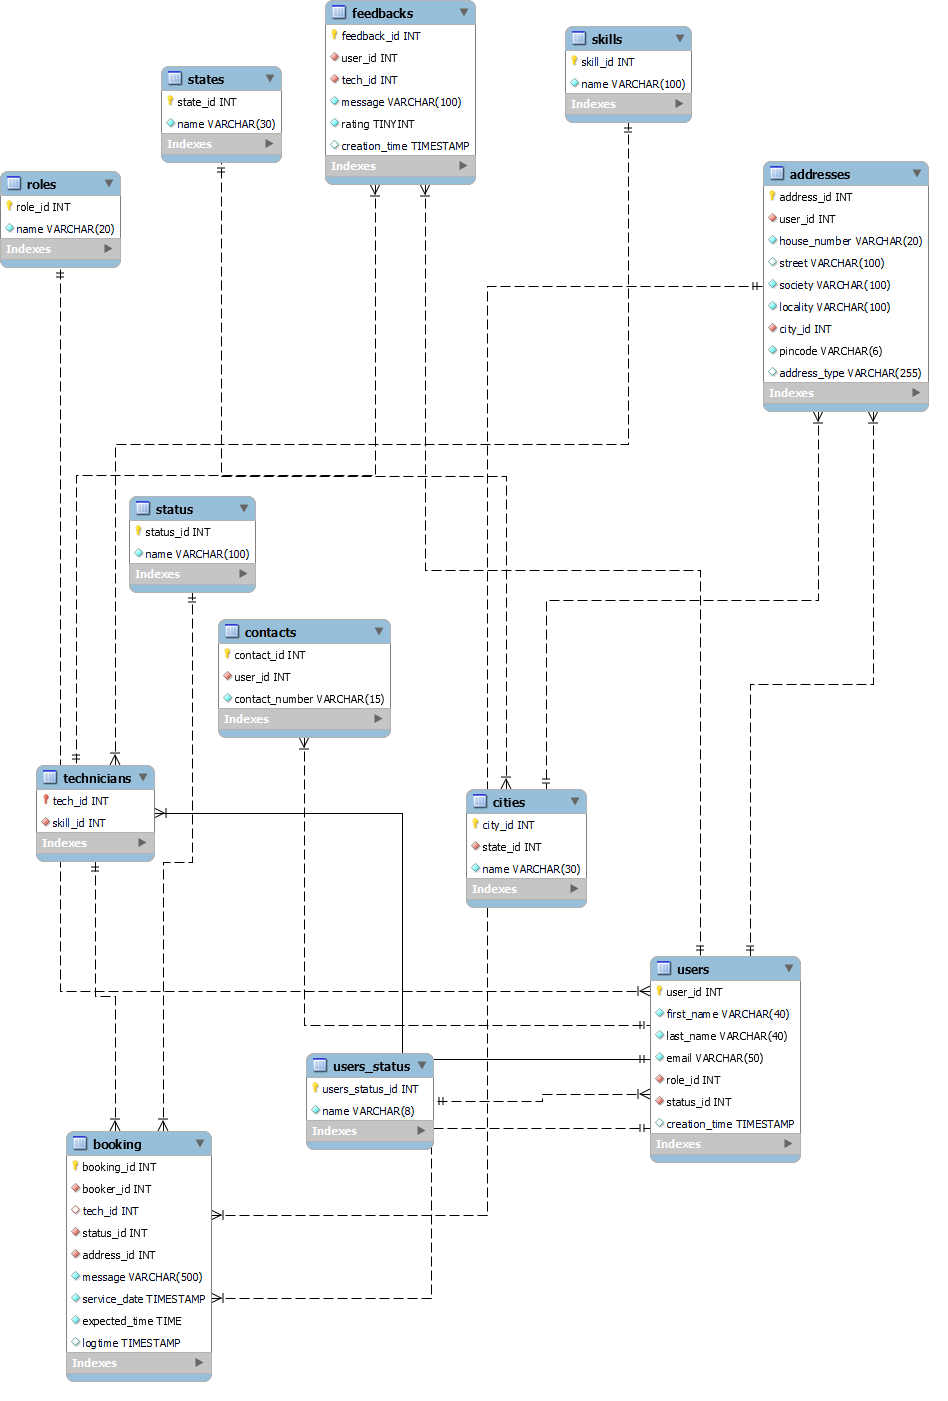 feedbacks
feedback_id INT
user_id INT
tech_id INT
message VARCHAR(100)
rating TINYINT
creation_time TIMESTAMP
Indexes
skills
skill_id INT
name VARCHAR(100)
Indexes
states
state_id INT
name VARCHAR(30)
Indexes
roles
role_id INT
name VARCHAR(20)
Indexes
addresses
address_id INT
user_id INT
house_number VARCHAR(20)
street VARCHAR(100)
society VARCHAR(100)
locality VARCHAR(100)
city_id INT
pincode VARCHAR(6)
address_type VARCHAR(255)
Indexes
status
status_id INT
name VARCHAR(100)
Indexes
contacts
contact_id INT
user_id INT
contact_number VARCHAR(15)
Indexes
technicians
tech_id INT
skill_id INT
Indexes
cities
city_id INT
state_id INT
name VARCHAR(30)
Indexes
users
user_id INT
first_name VARCHAR(40)
last_name VARCHAR(40)
email VARCHAR(50)
role_id INT
status_id INT
creation_time TIMESTAMP
Indexes
users_status
users_status_id INT
name VARCHAR(8)
Indexes
booking
booking_id INT
booker_id INT
tech_id INT
status_id INT
address_id INT
message VARCHAR(500)
service_date TIMESTAMP
expected_time TIME
logtime TIMESTAMP
Indexes